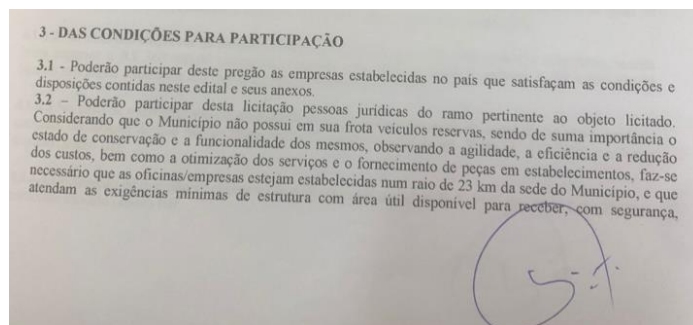 3 - DAS CONDIÇÕES PARA PARTICIPAÇÃO
3.1 - Poderão participar deste pregão as empresas estabelecidas no país que satisfaçam as condições e
disposições contidas neste edital e seus anexos.
3.2 – Poderão participar desta licitação pessoas jurídicas do ramo pertinente ao objeto licitado.
Considerando que o Município não possui em sua frota veículos reservas, sendo de suma importância o
estado de conservação e a funcionalidade dos mesmos, observando a agilidade, a eficiência e a redução
dos custos, bem como a otimização dos serviços e o fornecimento de peças em estabelecimentos, faz-se
necessário que as oficinas/empresas estejam estabelecidas num raio de 23 km da sede do Município, e que
atendam as exigências mínimas de estrutura com área útil disponível para receber, com segurança,